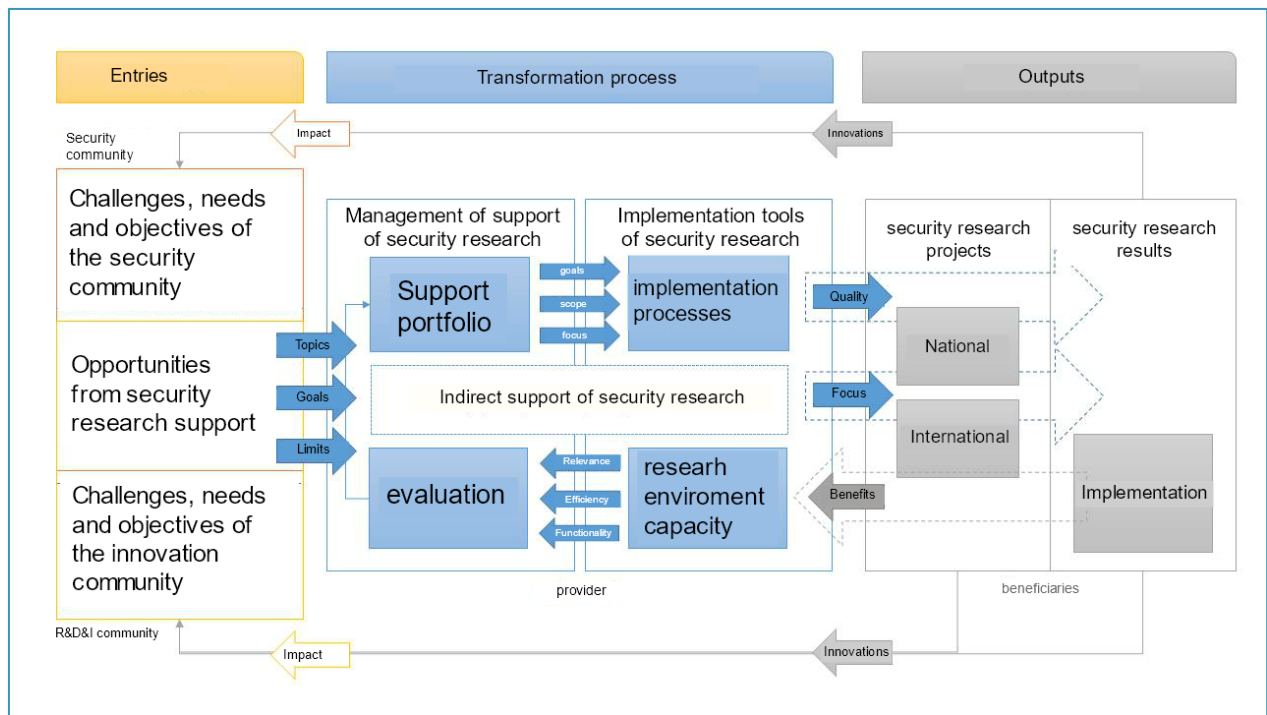 Entries
Transformation process
Outputs
Security
community
Impact
Innovations
Challenges, needs
and objectives of
the security
community
Opportunities
from security
research support
Challenges, needs
and objectives of
the innovation
community
R&D&I community
Topics
Goals
Limits
Management of support
of security research
Support
portfolio
goals
scope
focus
Implementation tools
of security research
implementation
processes
Indirect support of security research
evaluation
Relevance
Efficiency
Functionality
researh
enviroment
capacity
provider
Quality
Focus
Benefits
security research
projects
National
International
security research
results
Implementation
beneficiaries
Impact
Innovations